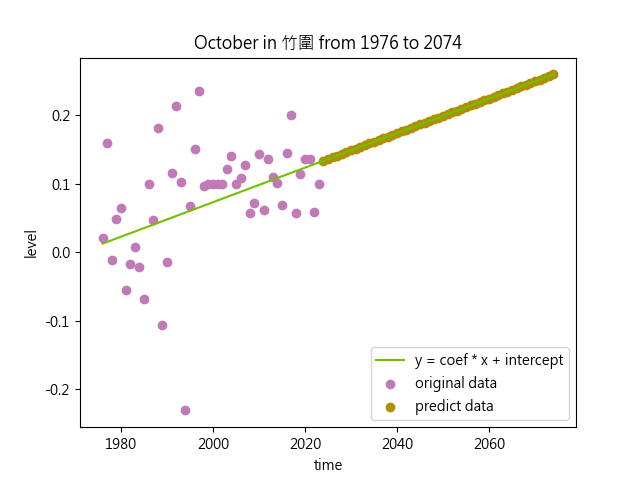 October in 竹圍 from 1976 to 2074
level
0.2
0.1
0.0
-0.1
-0.2
1980 2000 2020 2040 2060
time
y = coef * x + intercept
original data
predict data